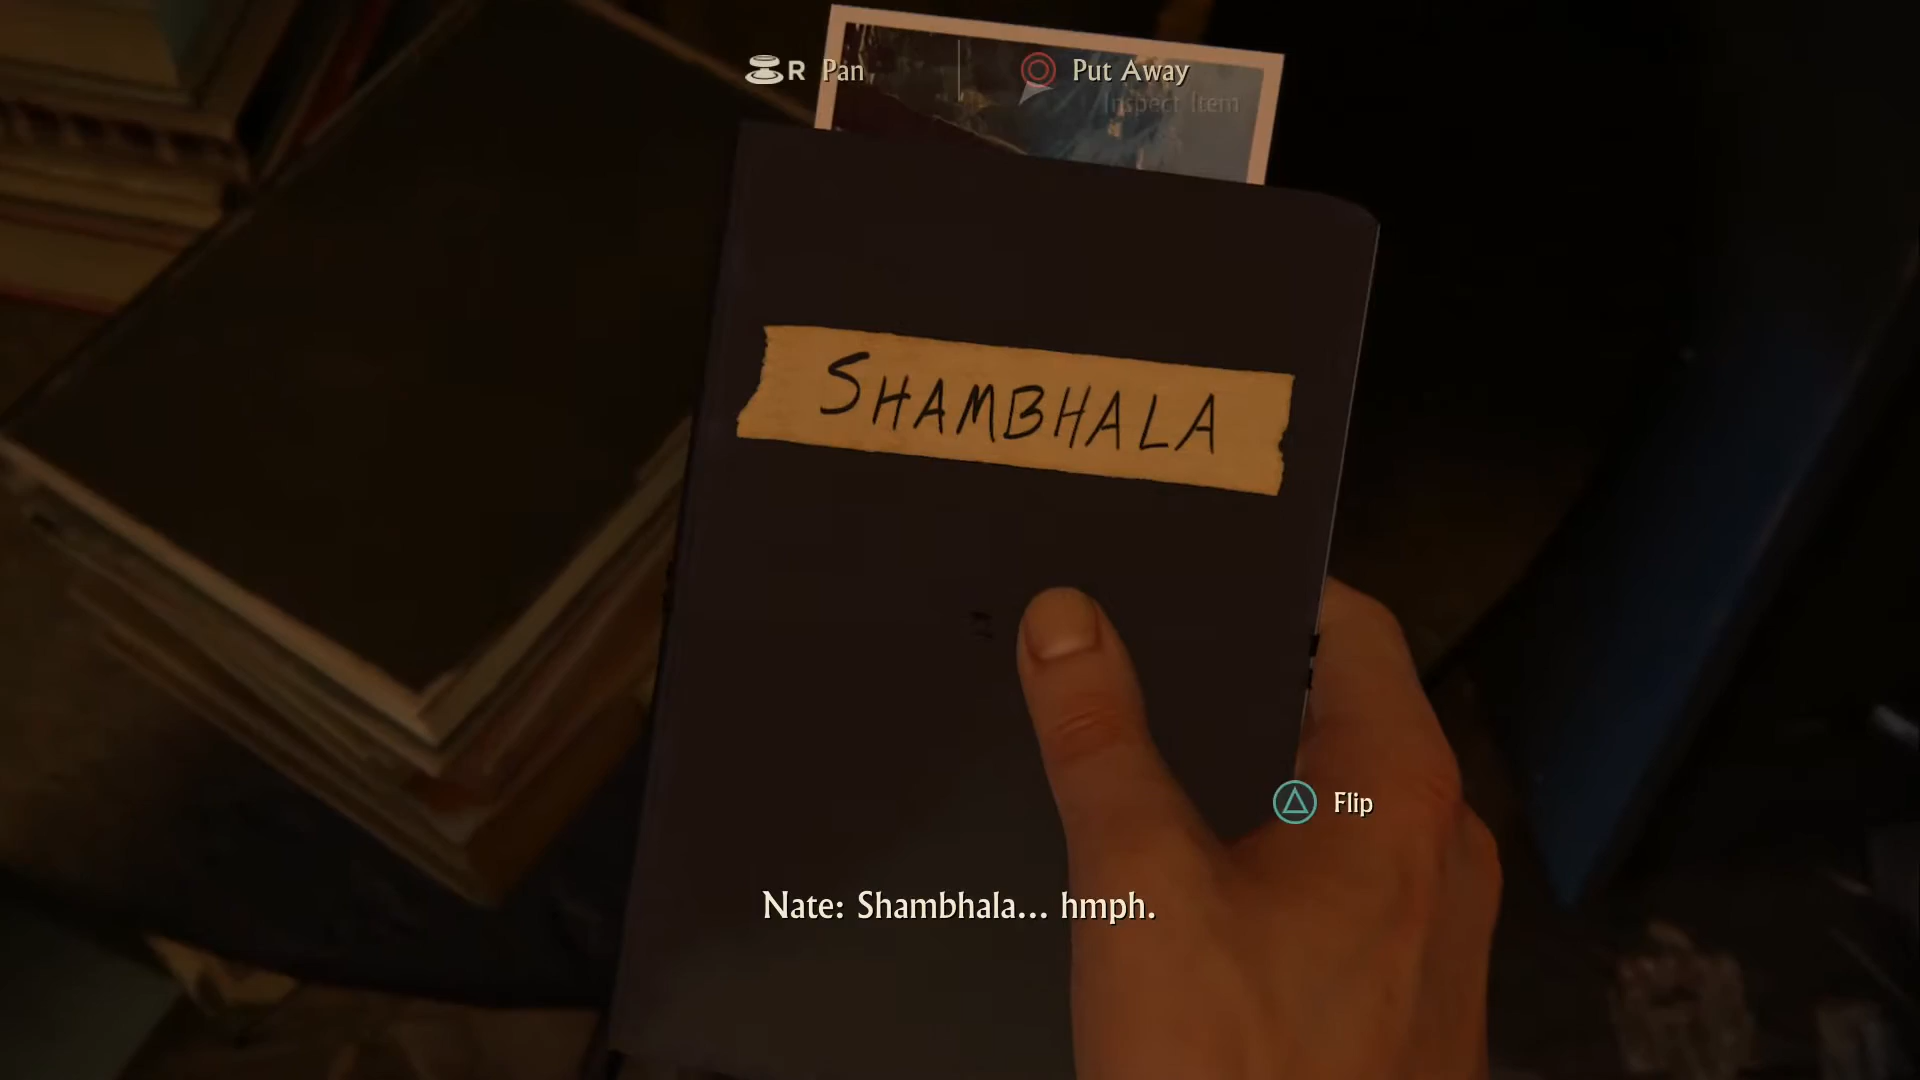 R Pan
Put Away
Inspect Item
SHAMBHALA
Flip
Nate: Shambhala... hmph.